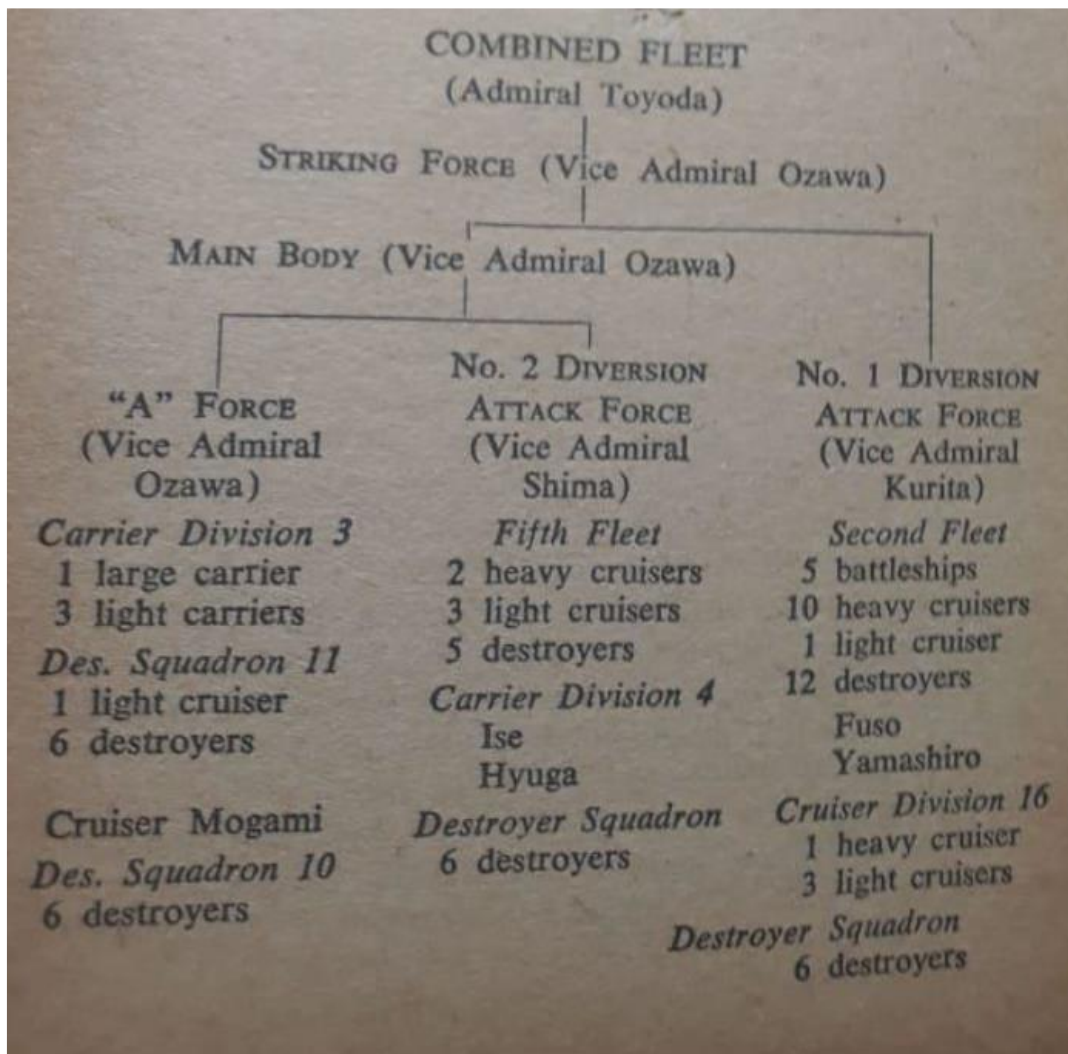 COMBINED FLEET
(Admiral Toyoda)
STRIKING FORCE (Vice Admiral Ozawa)
MAIN BODY (Vice Admiral Ozawa)
"A" FORCE
(Vice Admiral
Ozawa)
Carrier Division 3
1 large carrier
3 light carriers
Des. Squadron 11
1 light cruiser
6 destroyers
Cruiser Mogami
Des. Squadron 10
6 destroyers
No. 2 DIVERSION
ATTACK FORCE
(Vice Admiral
Shima)
Fifth Fleet
2 heavy cruisers
3 light cruisers
5 destroyers
Carrier Division 4
Ise
Hyuga
Destroyer Squadron
6 destroyers
No. 1 DIVERSION
ATTACK FORCE
(Vice Admiral
Kurita)
Second Fleet
5 battleships
10 heavy cruisers
1 light cruiser
12 destroyers
Fuso
Yamashiro
Cruiser Division 16
1 heavy cruiser
3 light cruisers
Destroyer Squadron
6 destroyers